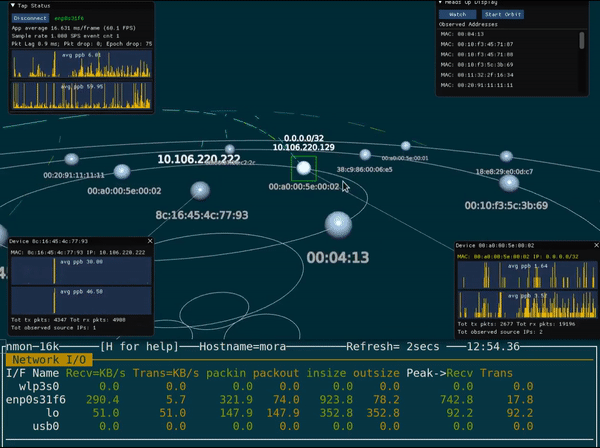 Tap Status
Disconnect enp0s31f6
App average 16.631 ms/frame (60.1 FPS)
Sample rate 1.000 SPS event cnt 1
Pkt Lag 0.9 ms; Pkt drop: 0; Eciop drop: 75
avg ppb 6.01
avg ppb 59.95
Heads Up Display
Watch Start Orbit
Observed Addresses
MAC: 00:04:13
MAC: 00:10:f3:45:71:87
MAC: 00:10:f3:45:71:88
MAC: 00:10:f3:5c:3b:69
MAC: 00:11:32:2f:16:34
MAC: 00:20:91:11:11:11
0.0.0.0/32
10.106.220.129
10.106.220.222
00:a0:00:5e:00:01
38:c9:86:00:06:e5
18:e8:29:e0:dd:c7
00:20:91:11:11:11
00:a0:00:5e:00:02
00:a0:00:5e:00:02
8c:16:45:4c:77:93
00:10:f3:5c:3b:69
00:04:13
Device 8c:16:45:4c:77:93
MAC: 8c:16:45:4c:77:93 IP: 10.106.220.222
avg ppb 30.00
avg ppb 46.58
Tot tx pkts: 4347 Tot rx pkts: 4908
Tot observed source IPs: 1
Device 00:a0:00:5e:00:02
MAC: 00:a0:00:5e:00:02 IP: 0.0.0.0/32
avg ppb 1.64
Tot tx pkts: 2677 Tot rx pkts: 19196
Tot observed source IPs: 2
nmon-16k [H for help] Hostname=mora Refresh= 2secs 12:54.36
Network I/O
I/F Name Recv=KB/s Trans=KB/s packin packout insize outsize Peak->Recv Trans
wlp3s0 0.0 0.0 0.0 0.0 0.0 0.0 0.0 0.0
enp0s31f6 290.4 5.7 321.9 74.0 923.8 78.2 742.8 17.8
lo 51.0 51.0 147.9 147.9 352.8 352.8 92.2 92.2
usb0 0.0 0.0 0.0 0.0 0.0 0.0 0.0 0.0